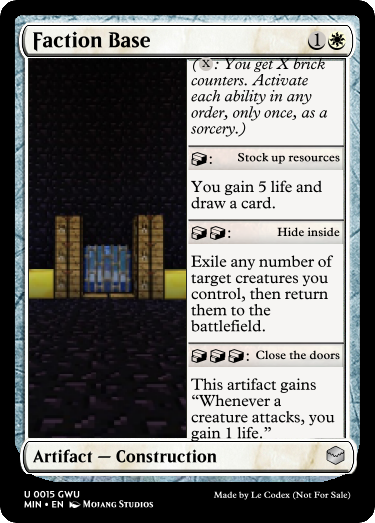 Faction Base 1
(X: You get X brick
counters. Activate
each ability in any
order, only once, as a
sorcery.)
: Stock up resources
You gain 5 life and
draw a card.
: Hide inside
Exile any number of
target creatures you
control, then return
them to the
battlefield.
: Close the doors
This artifact gains
“Whenever a
creature attacks, you
gain 1 life.”
Artifact — Construction
U 0015 GWU
MIN • EN Mojang Studios
Made by Le Codex (Not For Sale)